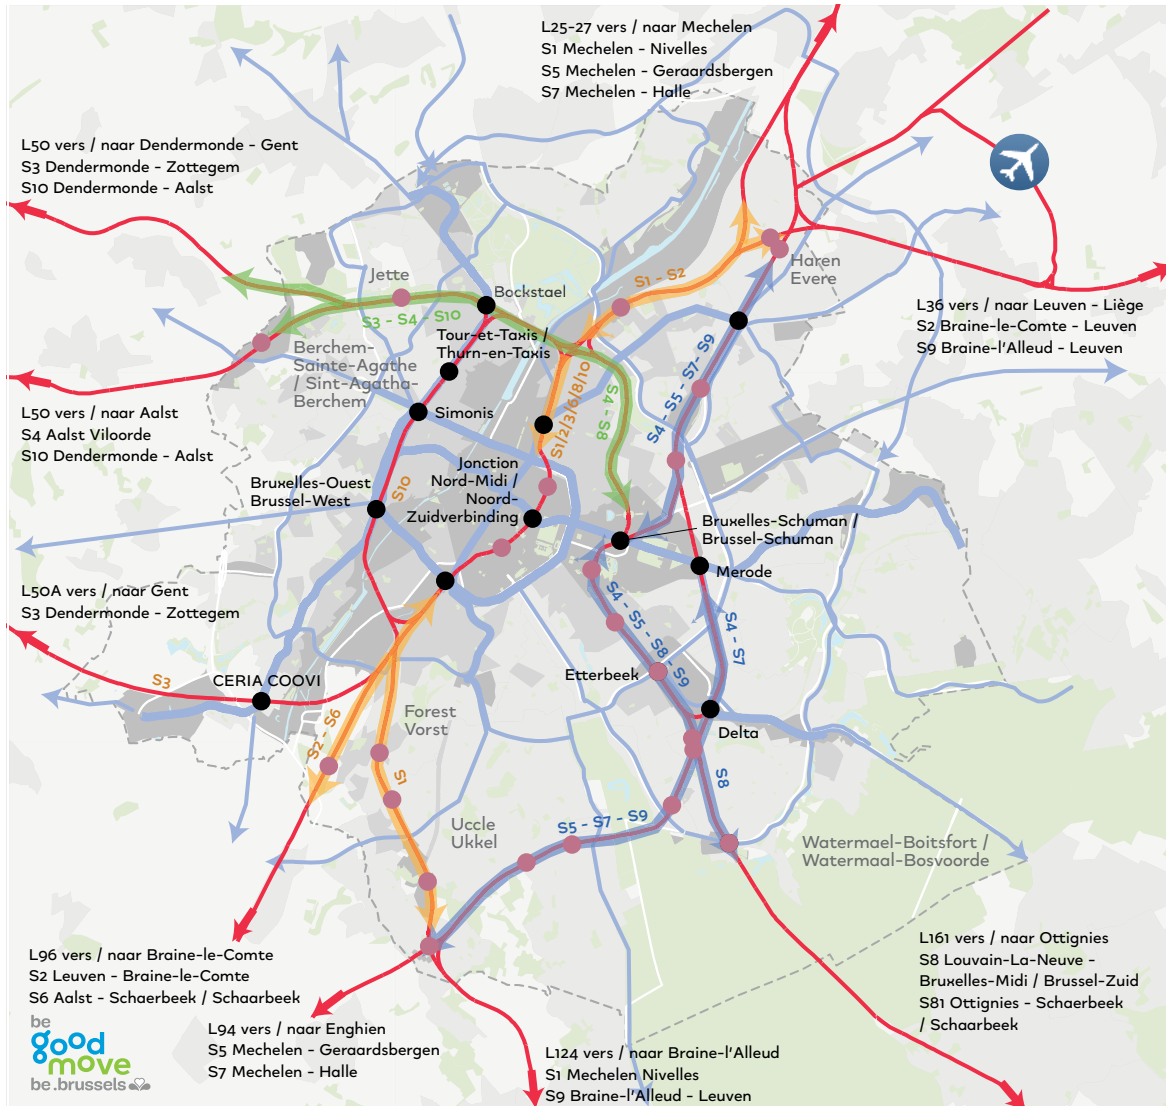 L25-27 vers / naar Mechelen
S1 Mechelen - Nivelles
S5 Mechelen - Geraardsbergen
S7 Mechelen - Halle
L50 vers / naar Dendermonde - Gent
S3 Dendermonde - Zottegem
S10 Dendermonde - Aalst
Haren
Evere
S1 - S2
Jette
Bockstael
S3 - S4 - S10
L36 vers / naar Leuven - Liège
S2 Braine-le-Comte - Leuven
S9 Braine-l'Alleud - Leuven
Tour-et-Taxis /
Thurn-en-Taxis
Berchem-
Sainte-Agathe
/ Sint-Agatha-
Berchem
S1/2/3/6/8/10
S4 - S8
S4 - S5 - S7 - S9
L50 vers / naar Aalst
S4 Aalst Viloorde
S10 Dendermonde - Aalst
Simonis
Jonction
Nord-Midi /
Noord-
Zuidverbinding
Bruxelles-Ouest
Brussel-West
S10
Bruxelles-Schuman /
Brussel-Schuman
Merode
L50A vers / naar Gent
S3 Dendermonde - Zottegem
S4 - S5 - S8 - S9
S4 - S7
Etterbeek
S3
CERIA COOVI
Forest
Vorst
S2 - S6
Delta
S1
S8
Uccle
Ukkel
S5 - S7 - S9
Watermael-Boitsfort /
Watermaal-Bosvoorde
L96 vers / naar Braine-le-Comte
S2 Leuven - Braine-le-Comte
S6 Aalst - Schaerbeek / Schaarbeek
L161 vers / naar Ottignies
S8 Louvain-La-Neuve -
Bruxelles-Midi / Brussel-Zuid
S81 Ottignies - Schaerbeek
/ Schaarbeek
be
good
move
be.brussels
L94 vers / naar Enghien
S5 Mechelen - Geraardsbergen
S7 Mechelen - Halle
L124 vers / naar Braine-l'Alleud
S1 Mechelen Nivelles
S9 Braine-l'Alleud - Leuven